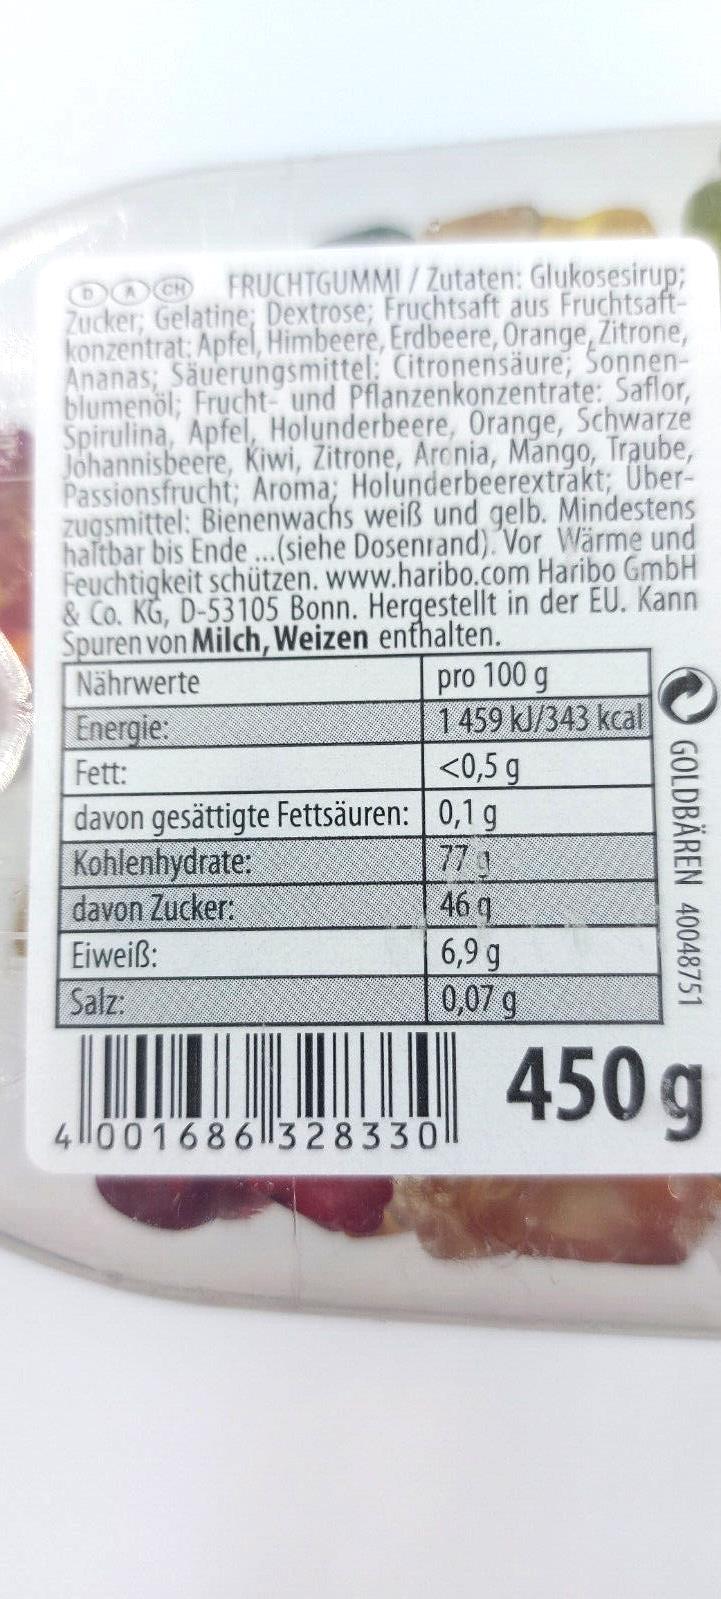 D A CH FRUCHTGUMMI / Zutaten: Glukosesirup;
Zucker; Gelatine; Dextrose; Fruchtsaft aus Fruchtsaft-
konzentrat: Apfel, Himbeere, Erdbeere, Orange, Zitrone,
Ananas; Säuerungsmittel: Citronensäure; Sonnen-
blumenöl; Frucht- und Pflanzenkonzentrate: Saflor,
Spirulina, Apfel, Holunderbeere, Orange, Schwarze
Johannisbeere, Kiwi, Zitrone, Aronia, Mango, Traube,
Passionsfrucht; Aroma; Holunderbeerextrakt; Über-
zugsmittel: Bienenwachs weiß und gelb. Mindestens
haltbar bis Ende ...(siehe Dosenrand). Vor Wärme und
Feuchtigkeit schützen. www.haribo.com Haribo GmbH
& Co. KG, D-53105 Bonn. Hergestellt in der EU. Kann
Spuren von Milch, Weizen enthalten.
Nährwerte pro 100 g
Energie: 1 459 kJ/343 kcal
Fett: <0,5 g
davon gesättigte Fettsäuren: 0,1 g
Kohlenhydrate: 77 g
davon Zucker: 46 g
Eiweiß: 6,9 g
Salz: 0,07 g
GOLDBÄREN 40048751
4 001686 328330
450 g